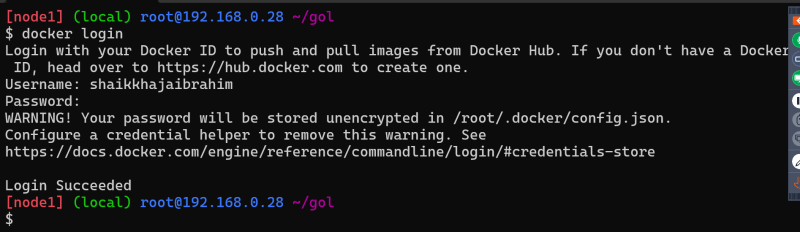 [node1] (local) root@192.168.0.28 ~/gol
$ docker login
Login with your Docker ID to push and pull images from Docker Hub. If you don't have a Docker
 ID, head over to https://hub.docker.com to create one.
Username: shaikkhajaibrahim
Password:
WARNING! Your password will be stored unencrypted in /root/.docker/config.json.
Configure a credential helper to remove this warning. See
https://docs.docker.com/engine/reference/commandline/login/#credentials-store

Login Succeeded
[node1] (local) root@192.168.0.28 ~/gol
$